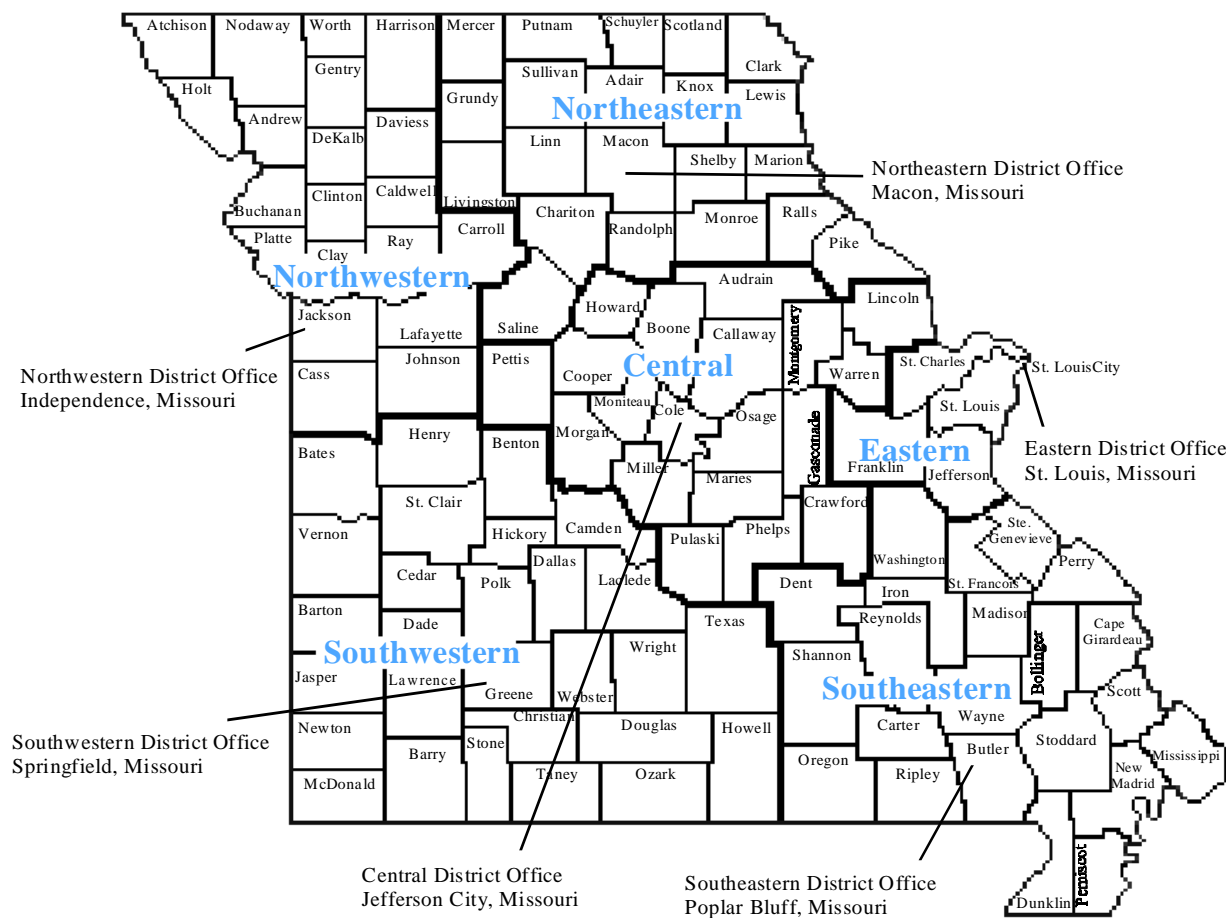 Atchison Nodaway Worth Harrison Mercer Putnam Schuyler Scotland
Clark
Gentry Sullivan Adair Knox Lewis
Holt Grundy
Northeastern
Andrew DeKalb Daviess Linn Macon Shelby Marion
Northeastern District Office
Macon, Missouri
Buchanan Clinton Caldwell Livingston Chariton Randolph Monroe Ralls
Platte Clay Ray Carroll Pike
Northwestern
Audrain
Jackson Lafayette Saline Howard Boone Callaway Montgomery Lincoln
Central
Johnson Pettis Cooper Warren St. Charles St. LouisCity
Northwestern District Office
Independence, Missouri
Cass Moniteau Cole Osage St. Louis
Henry Benton Morgan Gasconade
Eastern
Eastern District Office
St. Louis, Missouri
Bates Miller Maries Franklin Jefferson
St. Clair Crawford
Vernon Hickory Camden Pulaski Phelps Washington Ste.
Genevieve
Cedar Polk Dallas Laclede Dent Iron St. Francois Perry
Barton Dade Texas Reynolds Madison Cape
Girardeau
Wright Shannon Bollinger
Southwestern
Jasper Lawrence Greene Webster
Southeastern
Scott
Christian Douglas Howell Carter Wayne
Southwestern District Office
Springfield, Missouri
Newton Barry Stone Oregon Butler Stoddard Mississippi
McDonald Taney Ozark Ripley New
Madrid
Central District Office
Jefferson City, Missouri
Southeastern District Office
Poplar Bluff, Missouri
Dunklin Pemiscot